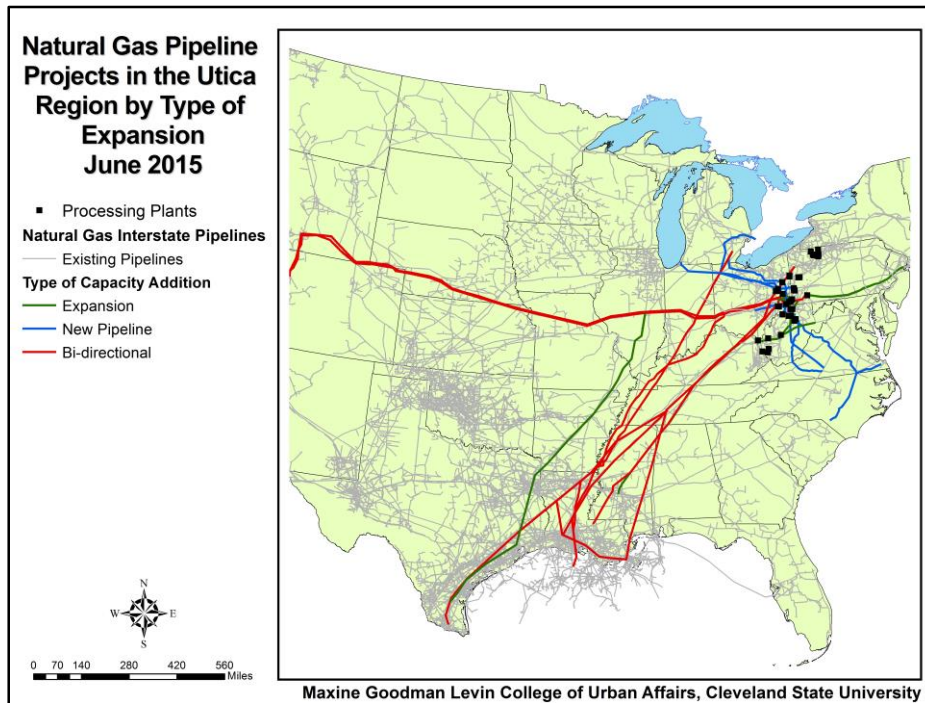 Natural Gas Pipeline
Projects in the Utica
Region by Type of
Expansion
June 2015
Processing Plants
Natural Gas Interstate Pipelines
Existing Pipelines
Type of Capacity Addition
Expansion
New Pipeline
Bi-directional
N
W E
S
0 70 140 280 420 560
Miles
Maxine Goodman Levin College of Urban Affairs, Cleveland State University